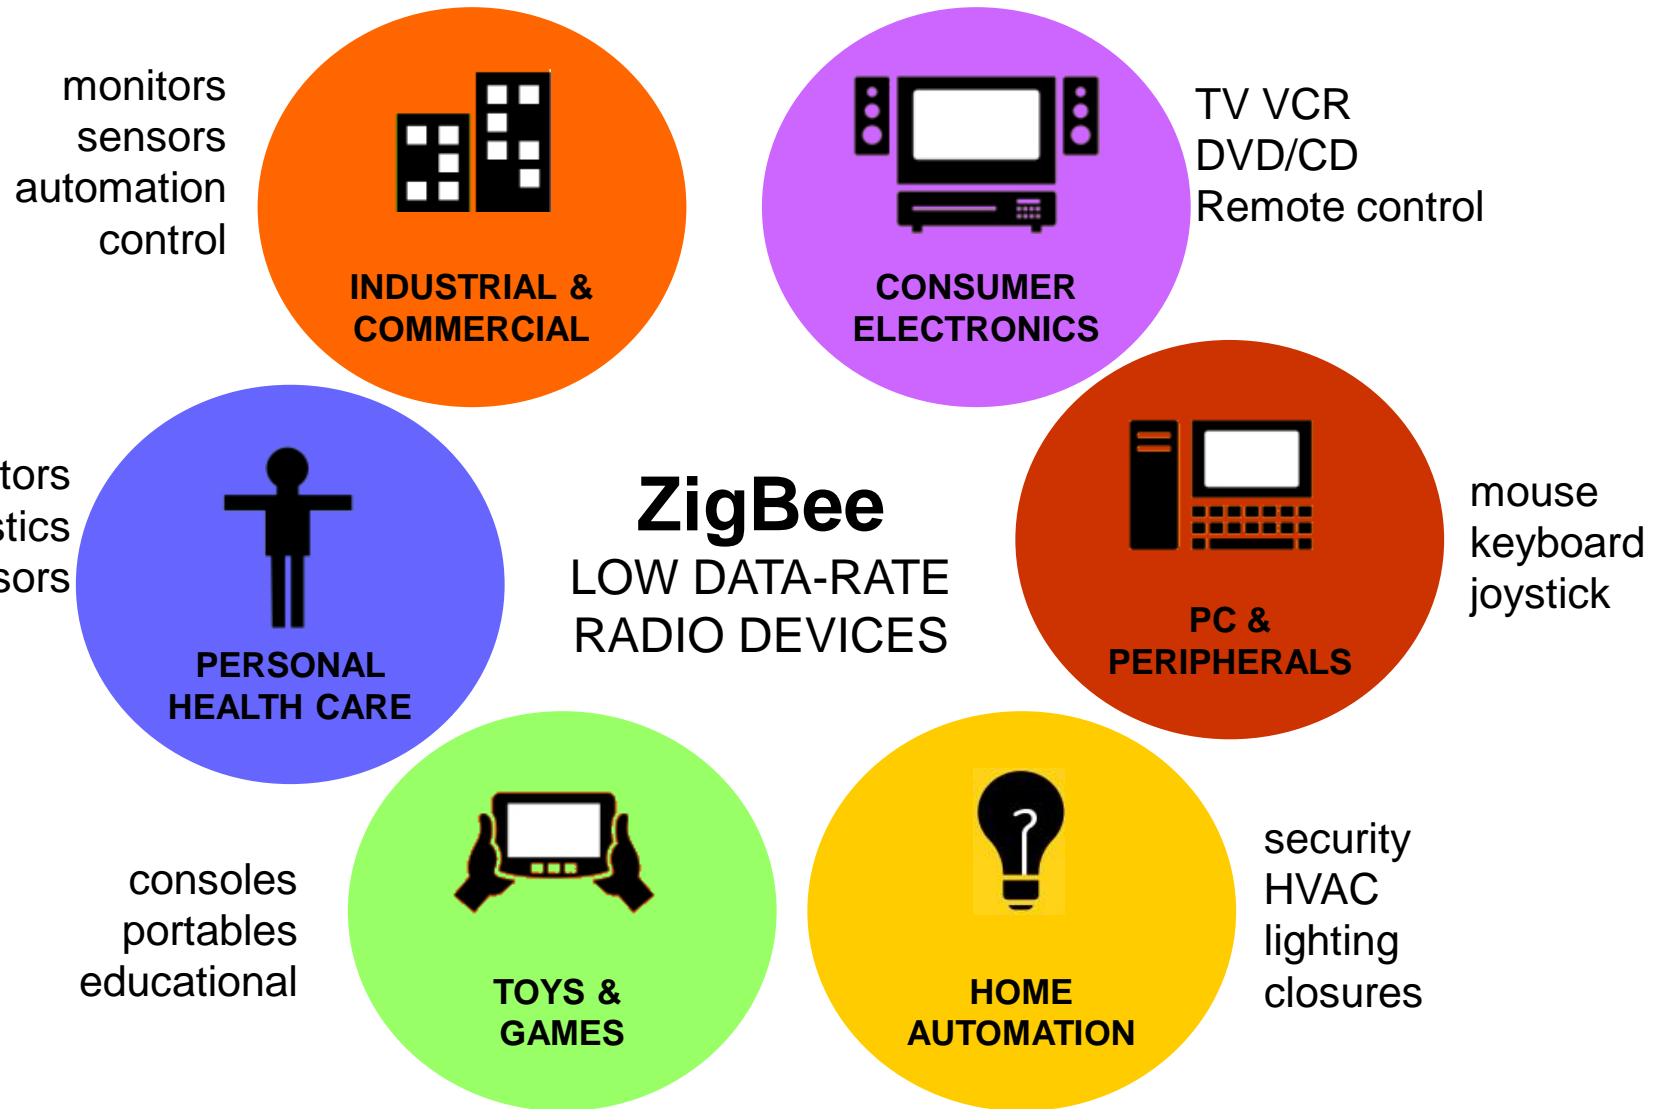 monitors
sensors
automation
control
INDUSTRIAL &
COMMERCIAL
CONSUMER
ELECTRONICS
TV VCR
DVD/CD
Remote control
tors
stics
sors
PERSONAL
HEALTH CARE
ZigBee
LOW DATA-RATE
RADIO DEVICES
PC &
PERIPHERALS
mouse
keyboard
joystick
consoles
portables
educational
TOYS &
GAMES
HOME
AUTOMATION
security
HVAC
lighting
closures